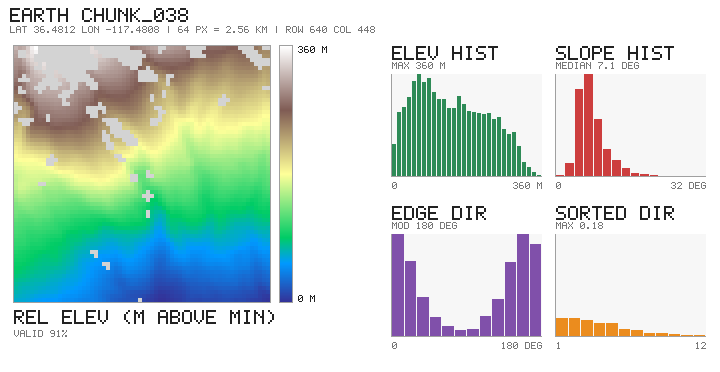 EARTH CHUNK_038
LAT 36.4812 LON -117.4808 | 64 PX = 2.56 KM | ROW 640 COL 448
360 M
0 M
REL ELEV (M ABOVE MIN)
VALID 91%
ELEV HIST
MAX 360 M
0 360 M
SLOPE HIST
MEDIAN 7.1 DEG
0 32 DEG
EDGE DIR
MOD 180 DEG
0 180 DEG
SORTED DIR
MAX 0.18
1 12